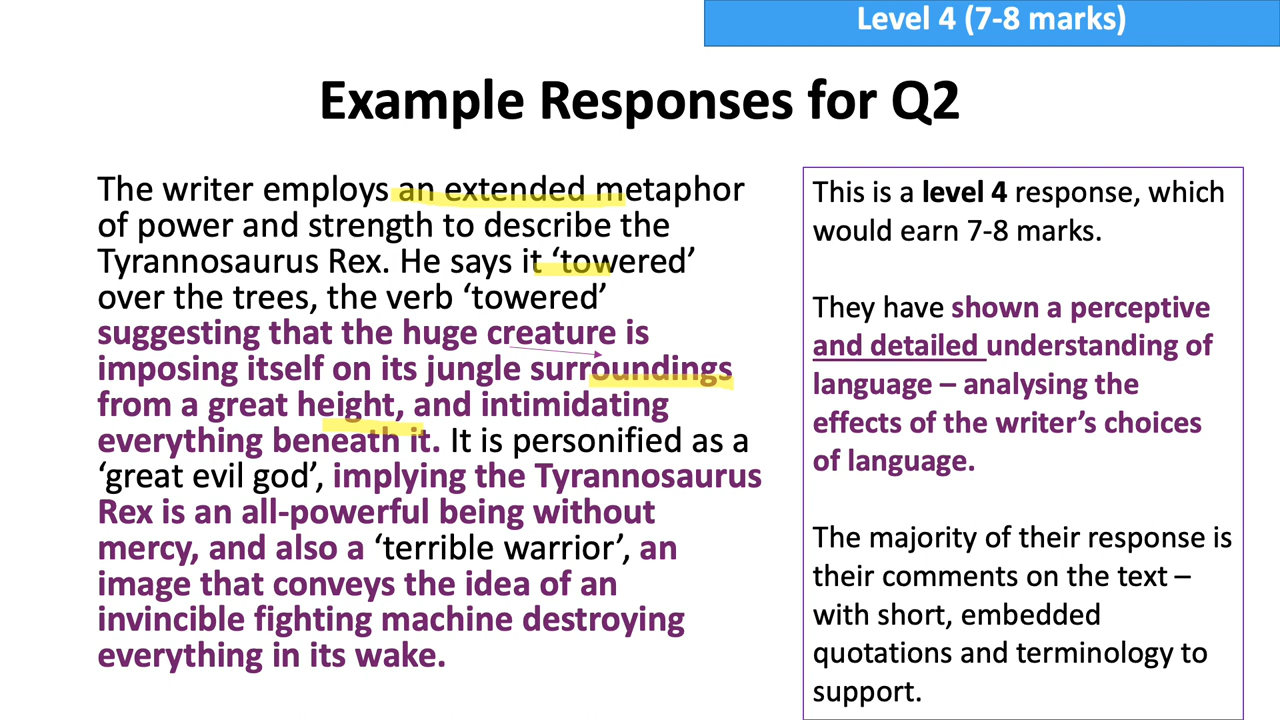 Level 4 (7-8 marks)
Example Responses for Q2
The writer employs an extended metaphor
of power and strength to describe the
Tyrannosaurus Rex. He says it ‘towered’
over the trees, the verb ‘towered’
suggesting that the huge creature is
imposing itself on its jungle surroundings
from a great height, and intimidating
everything beneath it. It is personified as a
‘great evil god’, implying the Tyrannosaurus
Rex is an all-powerful being without
mercy, and also a ‘terrible warrior’, an
image that conveys the idea of an
invincible fighting machine destroying
everything in its wake.
This is a level 4 response, which
would earn 7-8 marks.
They have shown a perceptive
and detailed understanding of
language – analysing the
effects of the writer’s choices
of language.
The majority of their response is
their comments on the text –
with short, embedded
quotations and terminology to
support.